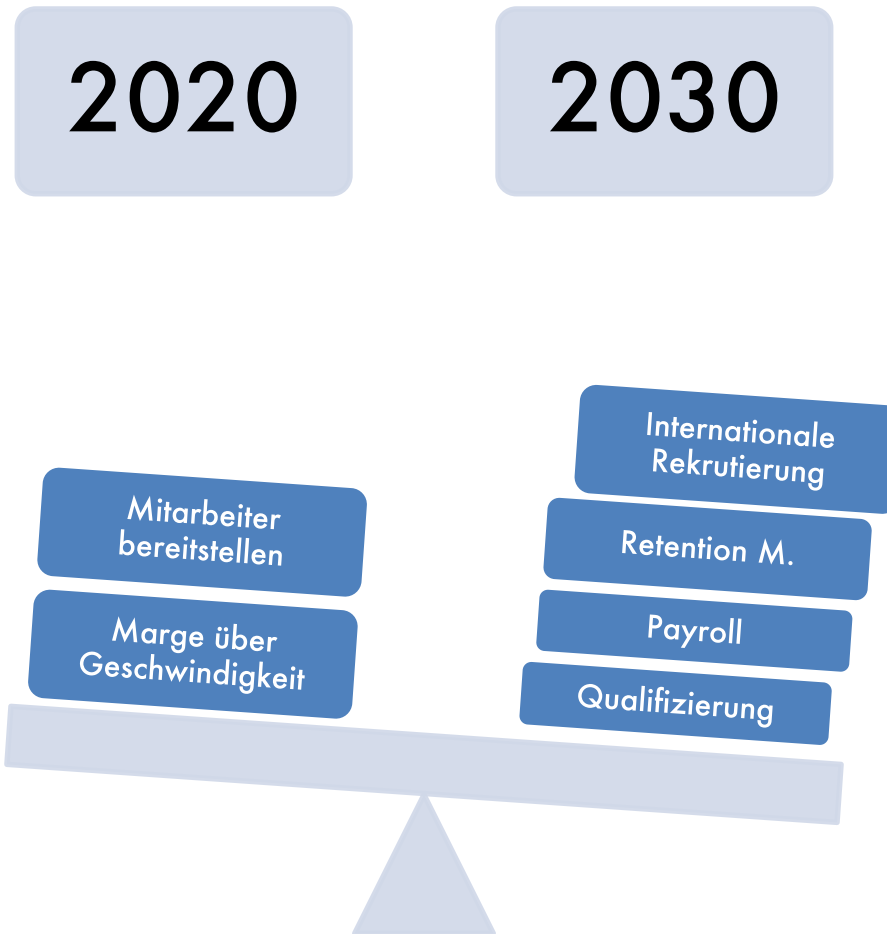 2020
2030
Mitarbeiter
bereitstellen
Marge über
Geschwindigkeit
Internationale
Rekrutierung
Retention M.
Payroll
Qualifizierung